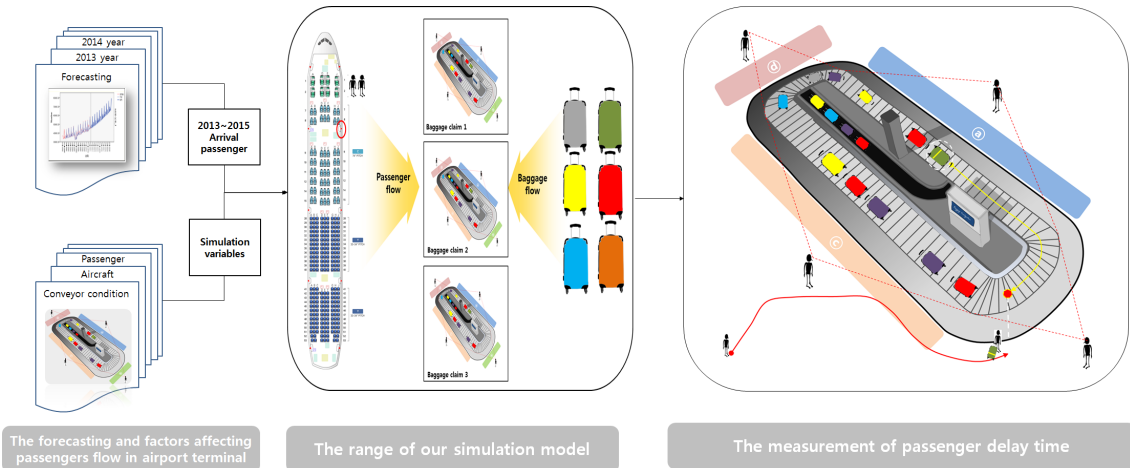 2014 year
2013 year
Forecasting
2013~2015
Arrival
passenger
Simulation
variables
Passenger
Aircraft
Conveyor condition
The forecasting and factors affecting
passengers flow in airport terminal
Passenger
flow
Baggage claim 1
Baggage claim 2
Baggage claim 3
Baggage
flow
The range of our simulation model
ⓓ
ⓐ
ⓒ
The measurement of passenger delay time